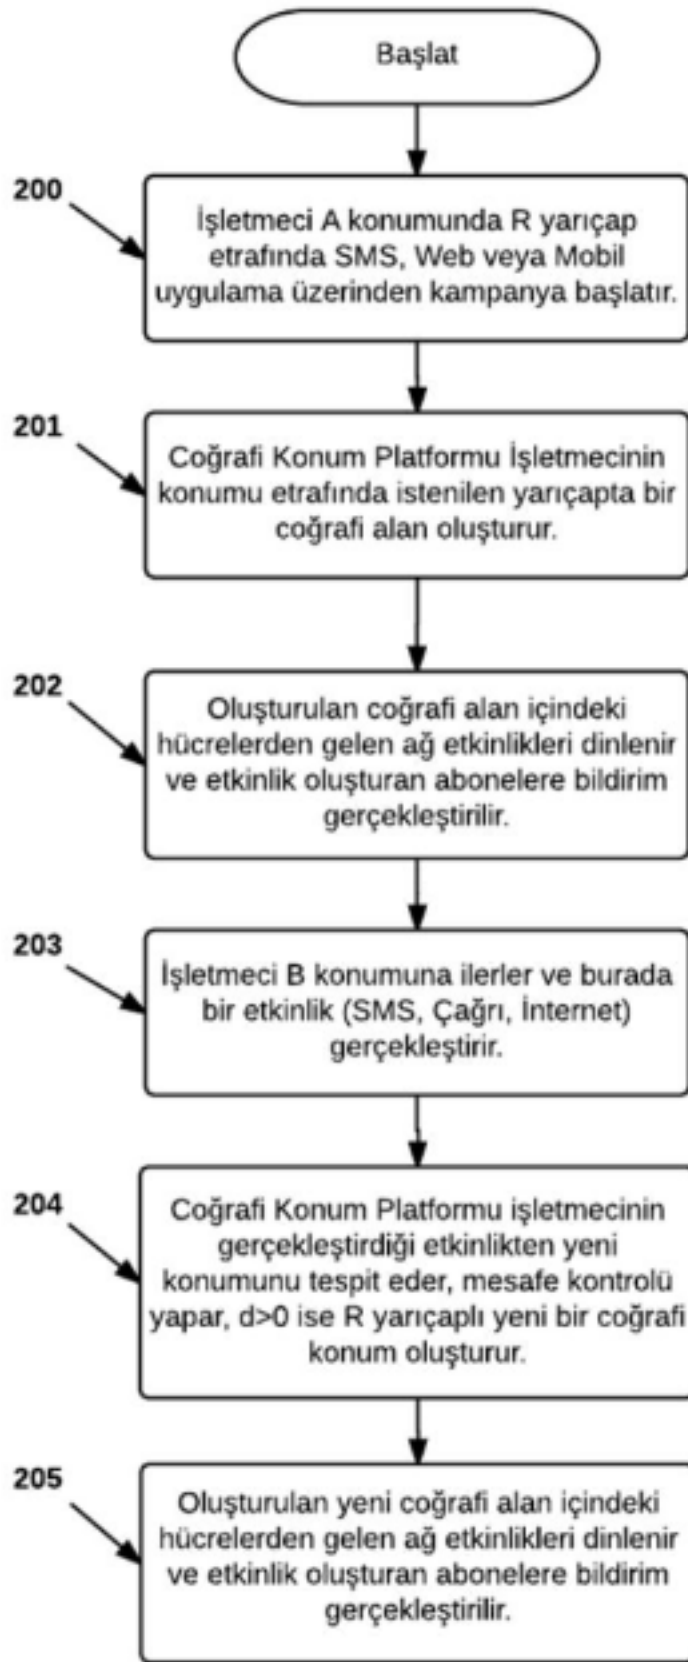 Başlat
200
İşletmeci A konumunda R yarıçap
etrafında SMS, Web veya Mobil
uygulama üzerinden kampanya başlatır.
201
Coğrafi Konum Platformu İşletmecinin
konumu etrafında istenilen yarıçapta bir
coğrafi alan oluşturur.
202
Oluşturulan coğrafi alan içindeki
hücrelerden gelen ağ etkinlikleri dinlenir
ve etkinlik oluşturan abonelere bildirim
gerçekleştirilir.
203
İşletmeci B konumuna ilerler ve burada
bir etkinlik (SMS, Çağrı, İnternet)
gerçekleştirir.
204
Coğrafi Konum Platformu işletmecinin
gerçekleştirdiği etkinlikten yeni
konumunu tespit eder, mesafe kontrolü
yapar, d>0 ise R yarıçaplı yeni bir coğrafi
konum oluşturur.
205
Oluşturulan yeni coğrafi alan içindeki
hücrelerden gelen ağ etkinlikleri dinlenir
ve etkinlik oluşturan abonelere bildirim
gerçekleştirilir.